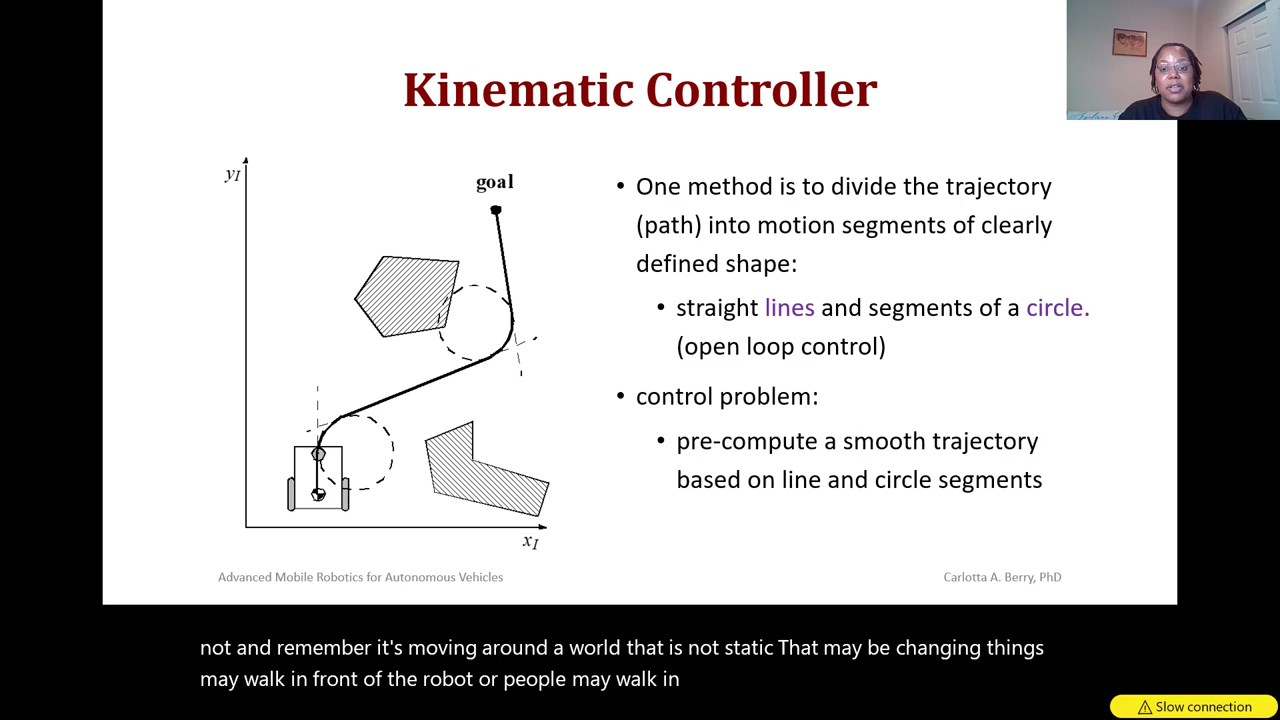 Kinematic Controller
yI
goal
xI
• One method is to divide the trajectory
(path) into motion segments of clearly
defined shape:
• straight lines and segments of a circle.
(open loop control)
• control problem:
• pre-compute a smooth trajectory
based on line and circle segments
Advanced Mobile Robotics for Autonomous Vehicles
Carlotta A. Berry, PhD
not and remember it's moving around a world that is not static That may be changing things
may walk in front of the robot or people may walk in
⚠ Slow connection